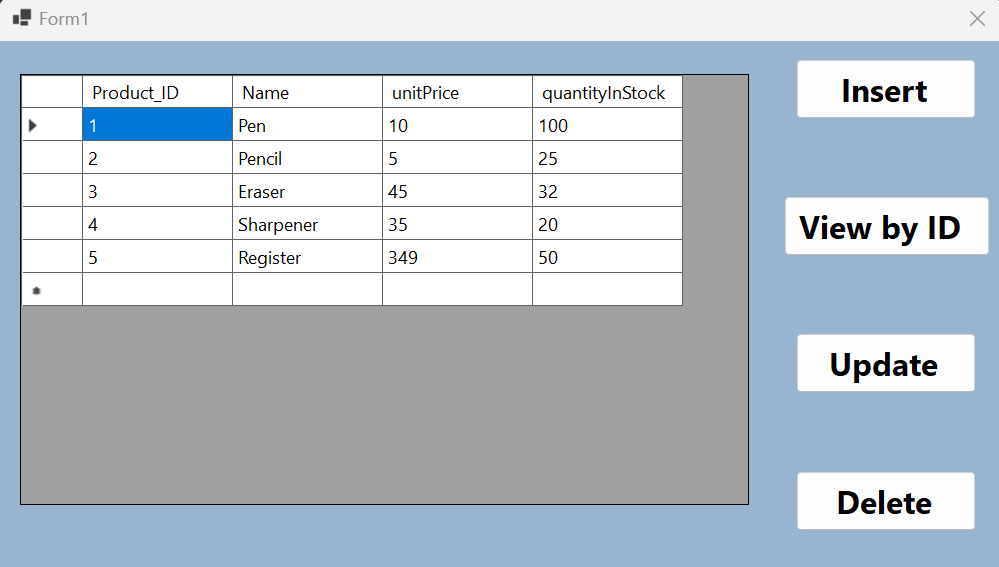 Form1
Product_ID Name unitPrice quantityInStock
1 Pen 10 100
2 Pencil 5 25
3 Eraser 45 32
4 Sharpener 35 20
5 Register 349 50
Insert
View by ID
Update
Delete